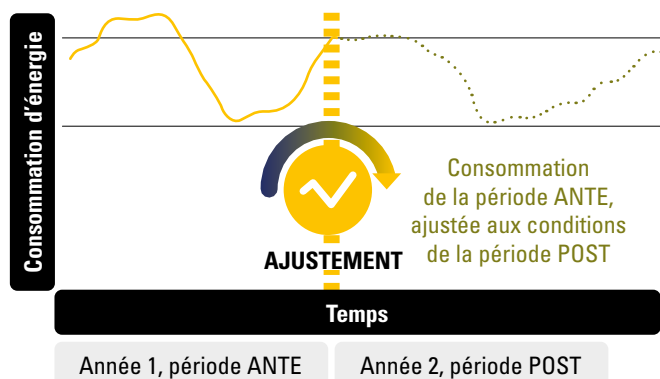 Consommation d'énergie
Consommation
de la période ANTE,
ajustée aux conditions
de la période POST
AJUSTEMENT
Temps
Année 1, période ANTE
Année 2, période POST